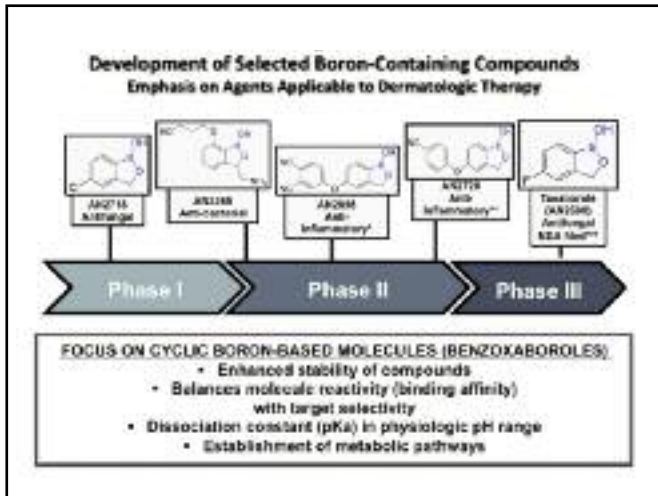 Development of Selected Boron-Containing Compounds
Emphasis on Agents Applicable to Dermatologic Therapy
AN2718
Antifungal
Anti-bacterial
Anti-
Inflammatory*
AN2728
Anti-
Inflammatory**
Tavaborole
(AN2690)
Antifungal
NDA filed***
Phase I
Phase II
Phase III
FOCUS ON CYCLIC BORON-BASED MOLECULES (BENZOXABOROLES)
• Enhanced stability of compounds
• Balances molecule reactivity (binding affinity)
with target selectivity
• Dissociation constant (pKa) in physiologic pH range
• Establishment of metabolic pathways